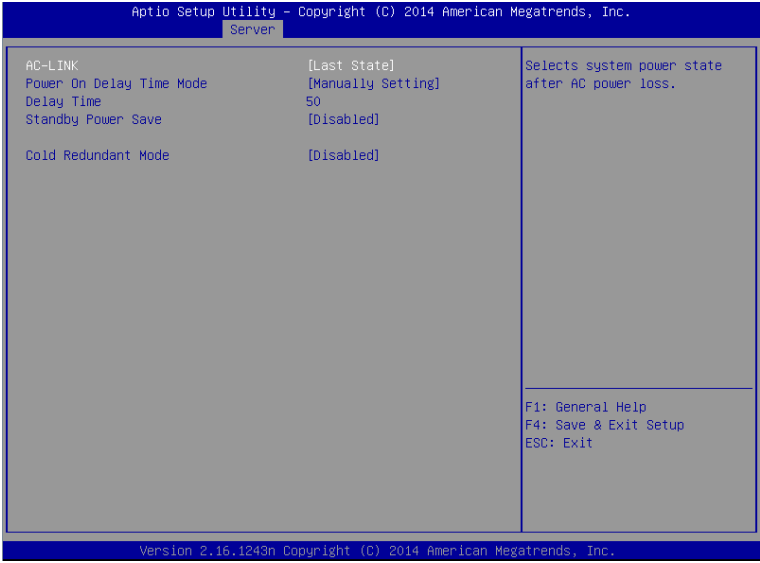 Aptio Setup Utility – Copyright (C) 2014 American Megatrends, Inc.
Server
AC-LINK [Last State]
Power On Delay Time Mode [Manually Setting]
Delay Time 50
Standby Power Save [Disabled]
Cold Redundant Mode [Disabled]
Selects system power state
after AC power loss.
F1: General Help
F4: Save & Exit Setup
ESC: Exit
Version 2.16.1243n Copyright (C) 2014 American Megatrends, Inc.